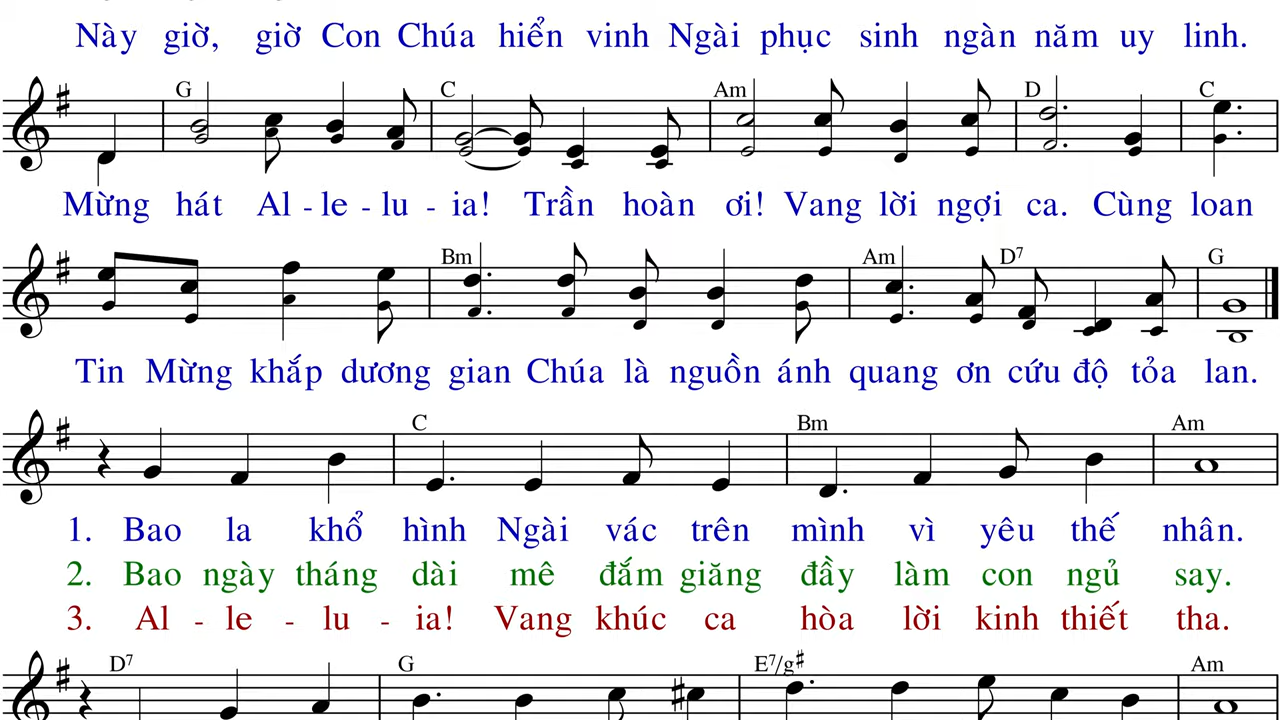 Này giờ, giờ Con Chúa hiển vinh Ngài phục sinh ngàn năm uy linh.
G C Am D C
Mừng hát Al - le - lu - ia! Trần hoàn ơi! Vang lời ngợi ca. Cùng loan
Bm Am D7 G
Tin Mừng khắp dương gian Chúa là nguồn ánh quang ơn cứu độ tỏa lan.
C Bm Am
1. Bao la khổ hình Ngài vác trên mình vì yêu thế nhân.
2. Bao ngày tháng dài mê đắm giăng đầy làm con ngủ say.
3. Al - le - lu - ia! Vang khúc ca hòa lời kinh thiết tha.
D7 G E7/g# Am